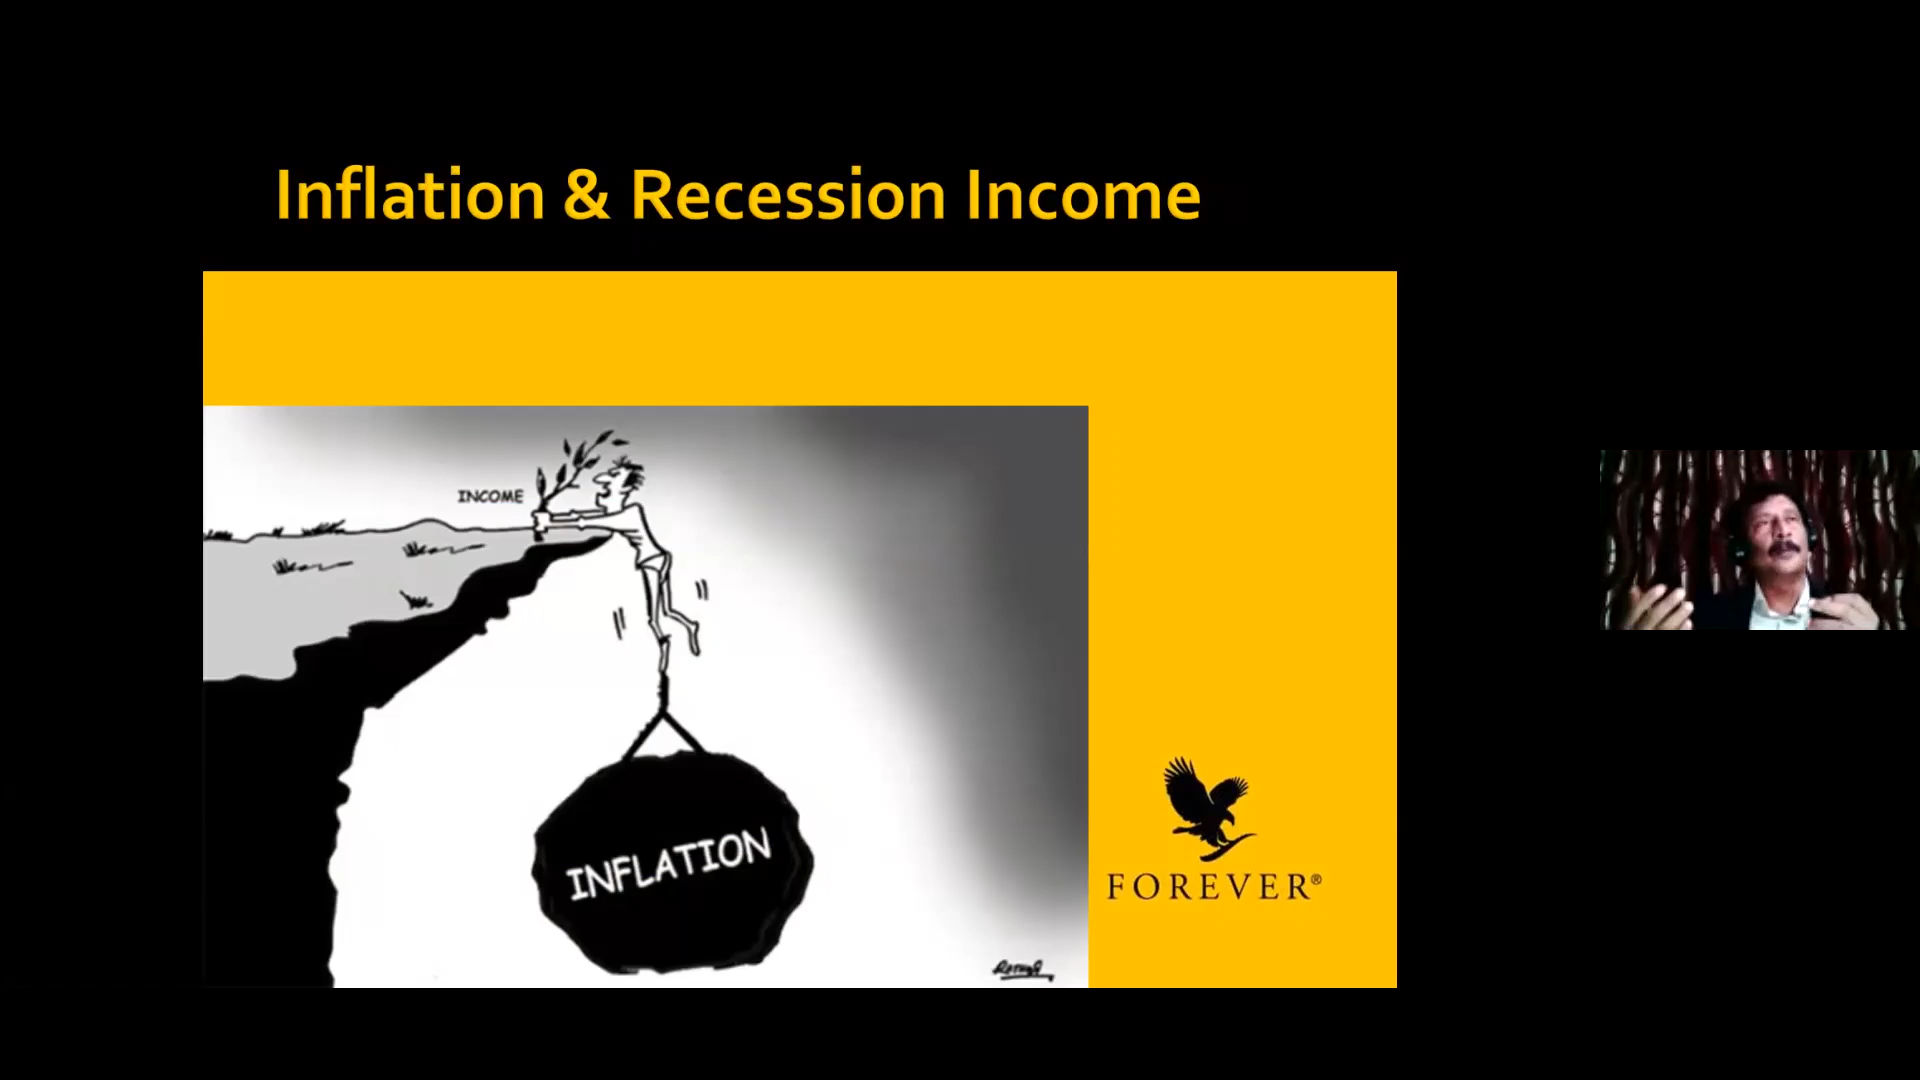 Inflation & Recession Income
INCOME
INFLATION
FOREVER®